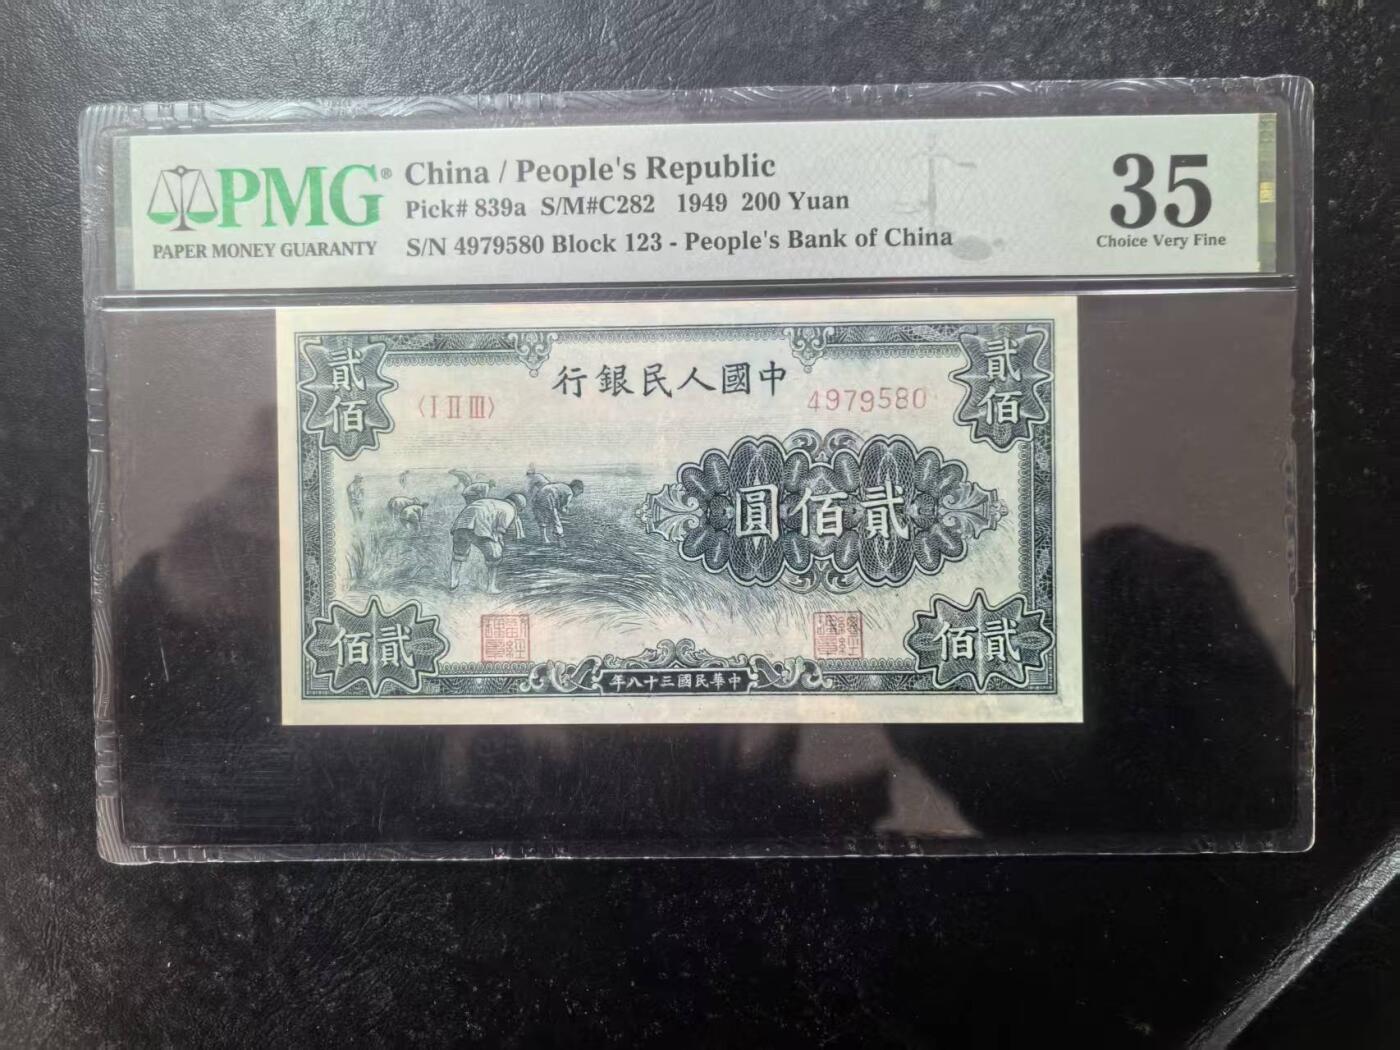 PMG®
PAPER MONEY GUARANTY
China / People's Republic
Pick# 839a S/M#C282 1949 200 Yuan
S/N 4979580 Block 123 - People's Bank of China
35
Choice Very Fine
貳佰
行銀民人國中
貳佰
〈I II III〉
4979580
圓佰貳
佰貳
佰貳
年八十三國民華中